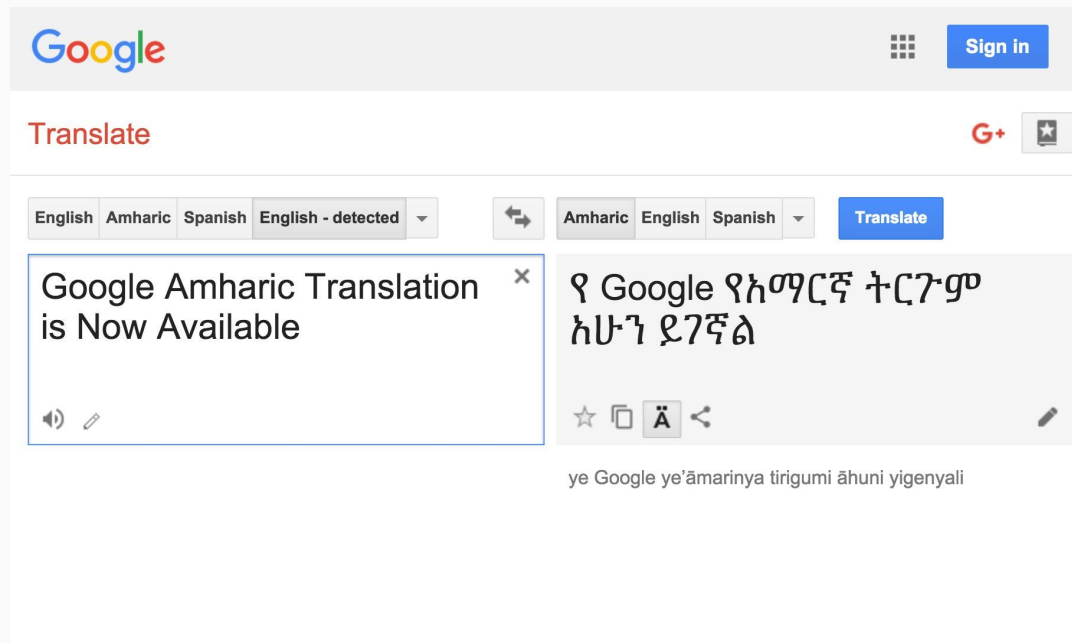 Google
Sign in
Translate
G+
English Amharic Spanish English - detected
Amharic English Spanish
Translate
Google Amharic Translation
is Now Available
የ Google የአማርኛ ትርጉም
አሁን ይገኛል
Ä
ye Google ye’āmarinya tirigumi āhuni yigenyali